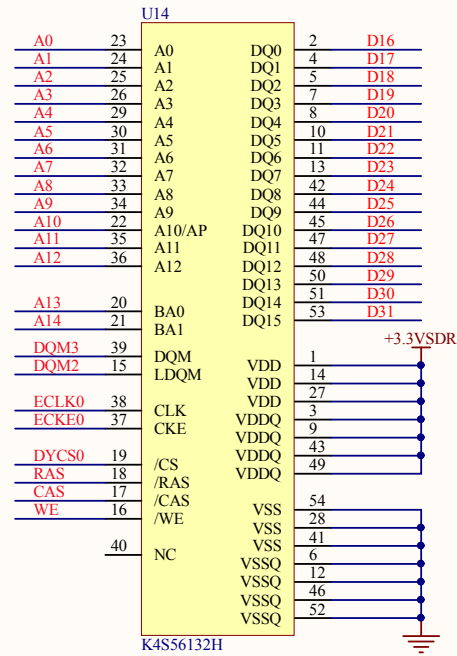 U14
A0 23 A0 DQ0 2 D16
A1 24 A1 DQ1 4 D17
A2 25 A2 DQ2 5 D18
A3 26 A3 DQ3 7 D19
A4 29 A4 DQ4 8 D20
A5 30 A5 DQ5 10 D21
A6 31 A6 DQ6 11 D22
A7 32 A7 DQ7 13 D23
A8 33 A8 DQ8 42 D24
A9 34 A9 DQ9 44 D25
A10 22 A10/AP DQ10 45 D26
A11 35 A11 DQ11 47 D27
A12 36 A12 DQ12 48 D28
DQ13 50 D29
A13 20 BA0 DQ14 51 D30
A14 21 BA1 DQ15 53 D31
+3.3VSDR
DQM3 39 DQM VDD 1
DQM2 15 LDQM VDD 14
VDD 27
ECLK0 38 CLK VDDQ 3
ECKE0 37 CKE VDDQ 9
VDDQ 43
DYCS0 19 /CS VDDQ 49
RAS 18 /RAS
CAS 17 /CAS VSS 54
WE 16 /WE VSS 28
VSS 41
40 NC VSSQ 6
VSSQ 12
VSSQ 46
VSSQ 52
K4S56132H